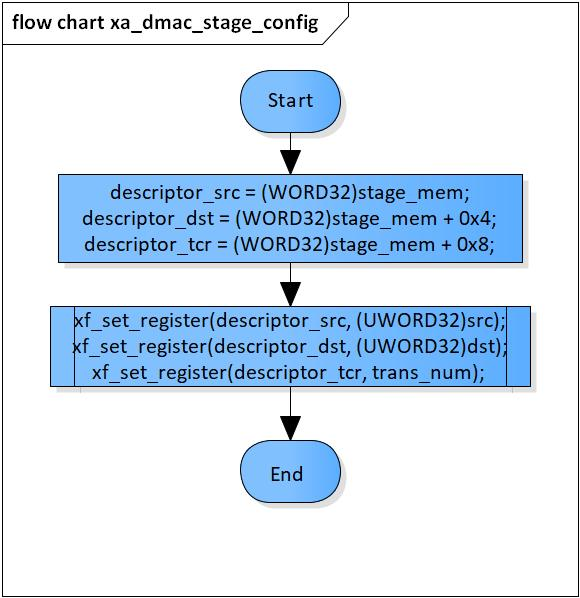 flow chart xa_dmac_stage_config
Start
descriptor_src = (WORD32)stage_mem;
descriptor_dst = (WORD32)stage_mem + 0x4;
descriptor_tcr = (WORD32)stage_mem + 0x8;
xf_set_register(descriptor_src, (UWORD32)src);
xf_set_register(descriptor_dst, (UWORD32)dst);
xf_set_register(descriptor_tcr, trans_num);
End